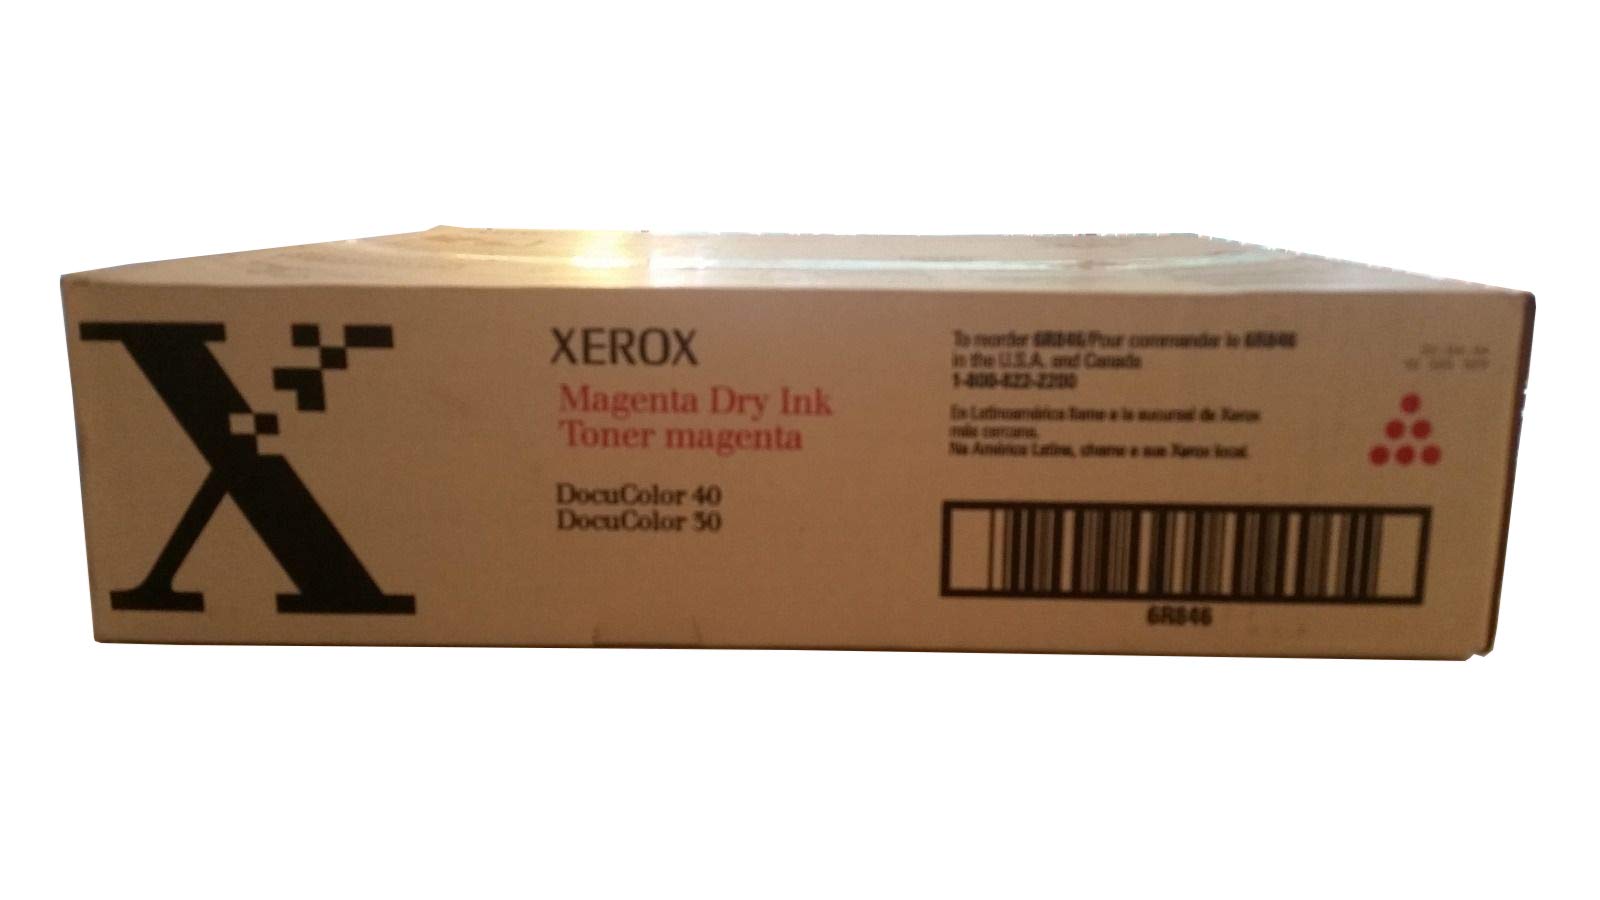 XEROX
Magenta Dry Ink
Toner magenta
DocuColor 40
DocuColor 30
To reorder 6R846/Pour commander le 6R846
in the U.S.A. and Canada
1-800-822-2200
En Latinoamérica llame a la sucursal de Xerox
más cercana.
Na América Latina, chame a sua Xerox local.
6R846